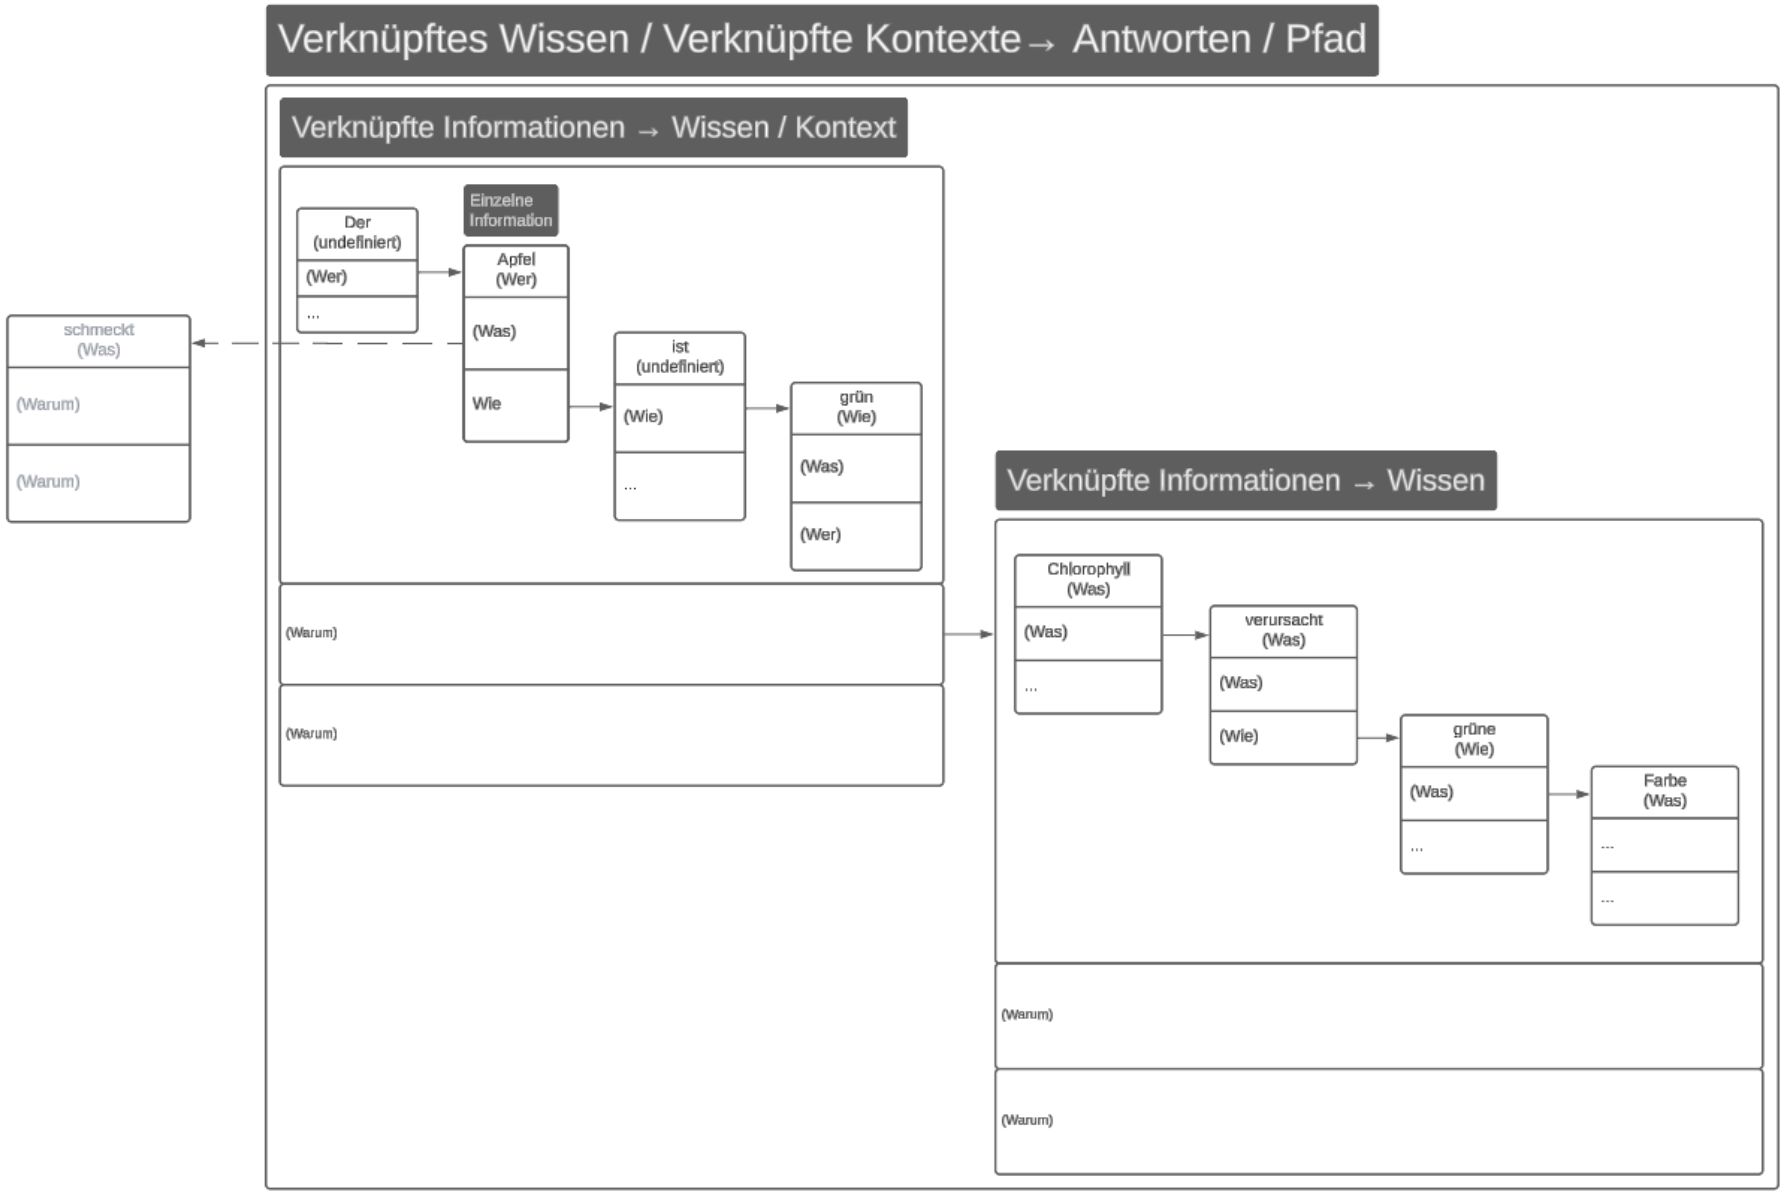 Verknüpftes Wissen / Verknüpfte Kontexte→ Antworten / Pfad
Verknüpfte Informationen → Wissen / Kontext
Der
(undefiniert)
(Wer)
...
Einzelne
Information
Apfel
(Wer)
(Was)
Wie
schmeckt
(Was)
(Warum)
(Warum)
ist
(undefiniert)
(Wie)
...
grün
(Wie)
(Was)
(Wer)
(Warum)
(Warum)
Verknüpfte Informationen → Wissen
Chlorophyll
(Was)
(Was)
...
verursacht
(Was)
(Was)
(Wie)
grüne
(Wie)
(Was)
...
Farbe
(Was)
...
...
(Warum)
(Warum)